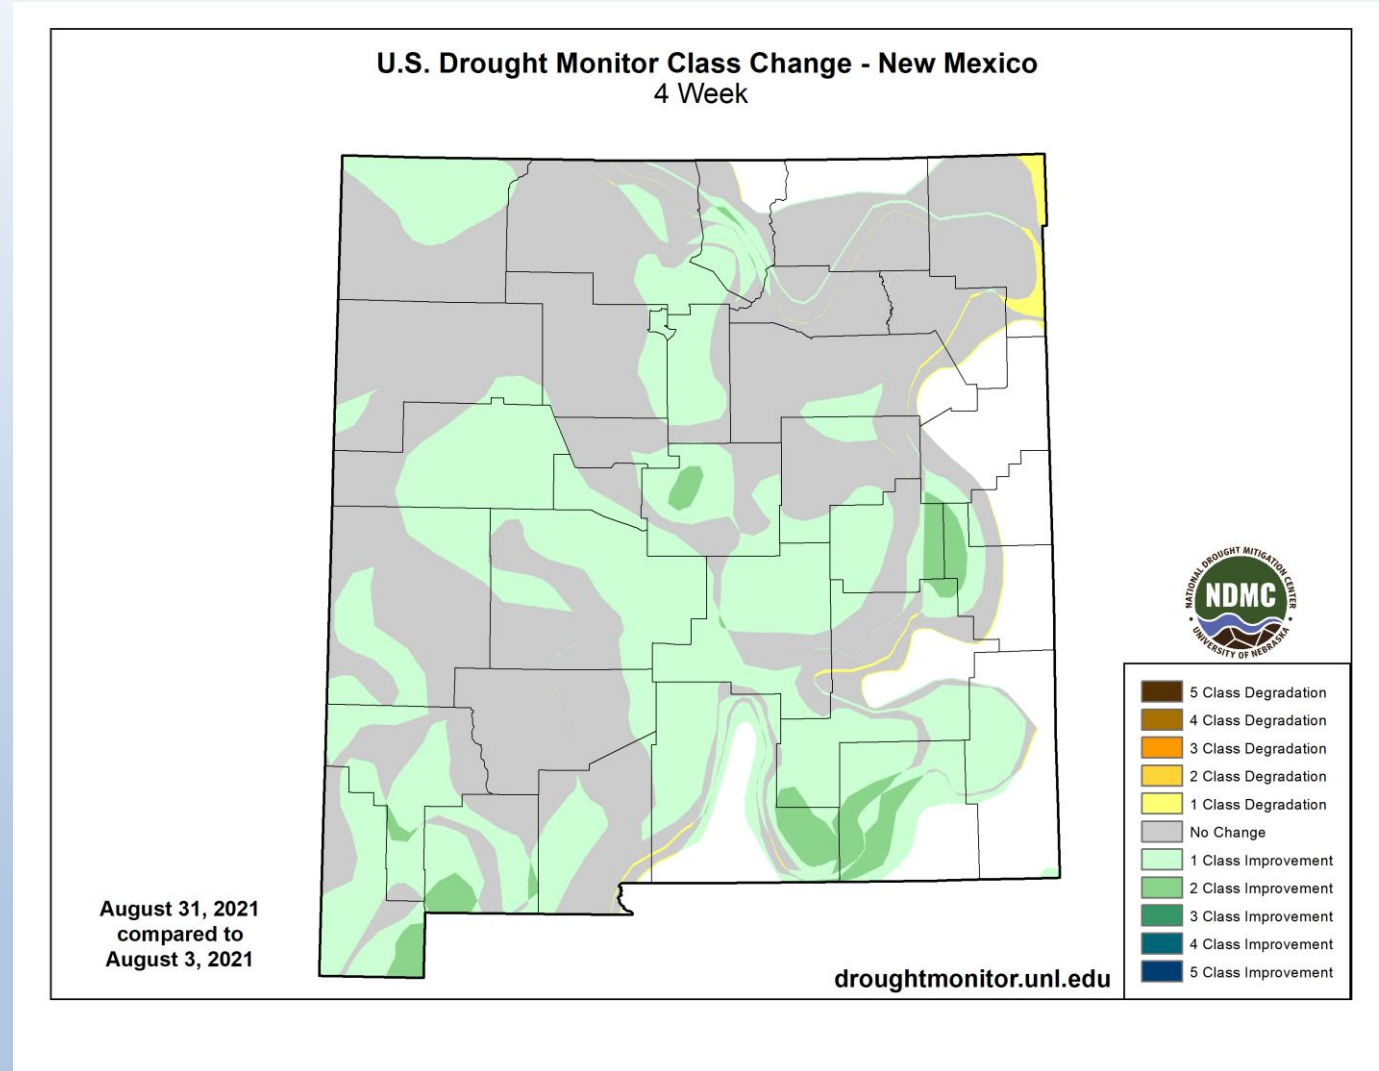 U.S. Drought Monitor Class Change - New Mexico
4 Week
NATIONAL DROUGHT MITIGATION CENTER
NDMC
UNIVERSITY OF NEBRASKA
5 Class Degradation
4 Class Degradation
3 Class Degradation
2 Class Degradation
1 Class Degradation
No Change
1 Class Improvement
2 Class Improvement
3 Class Improvement
4 Class Improvement
5 Class Improvement
August 31, 2021
compared to
August 3, 2021
droughtmonitor.unl.edu